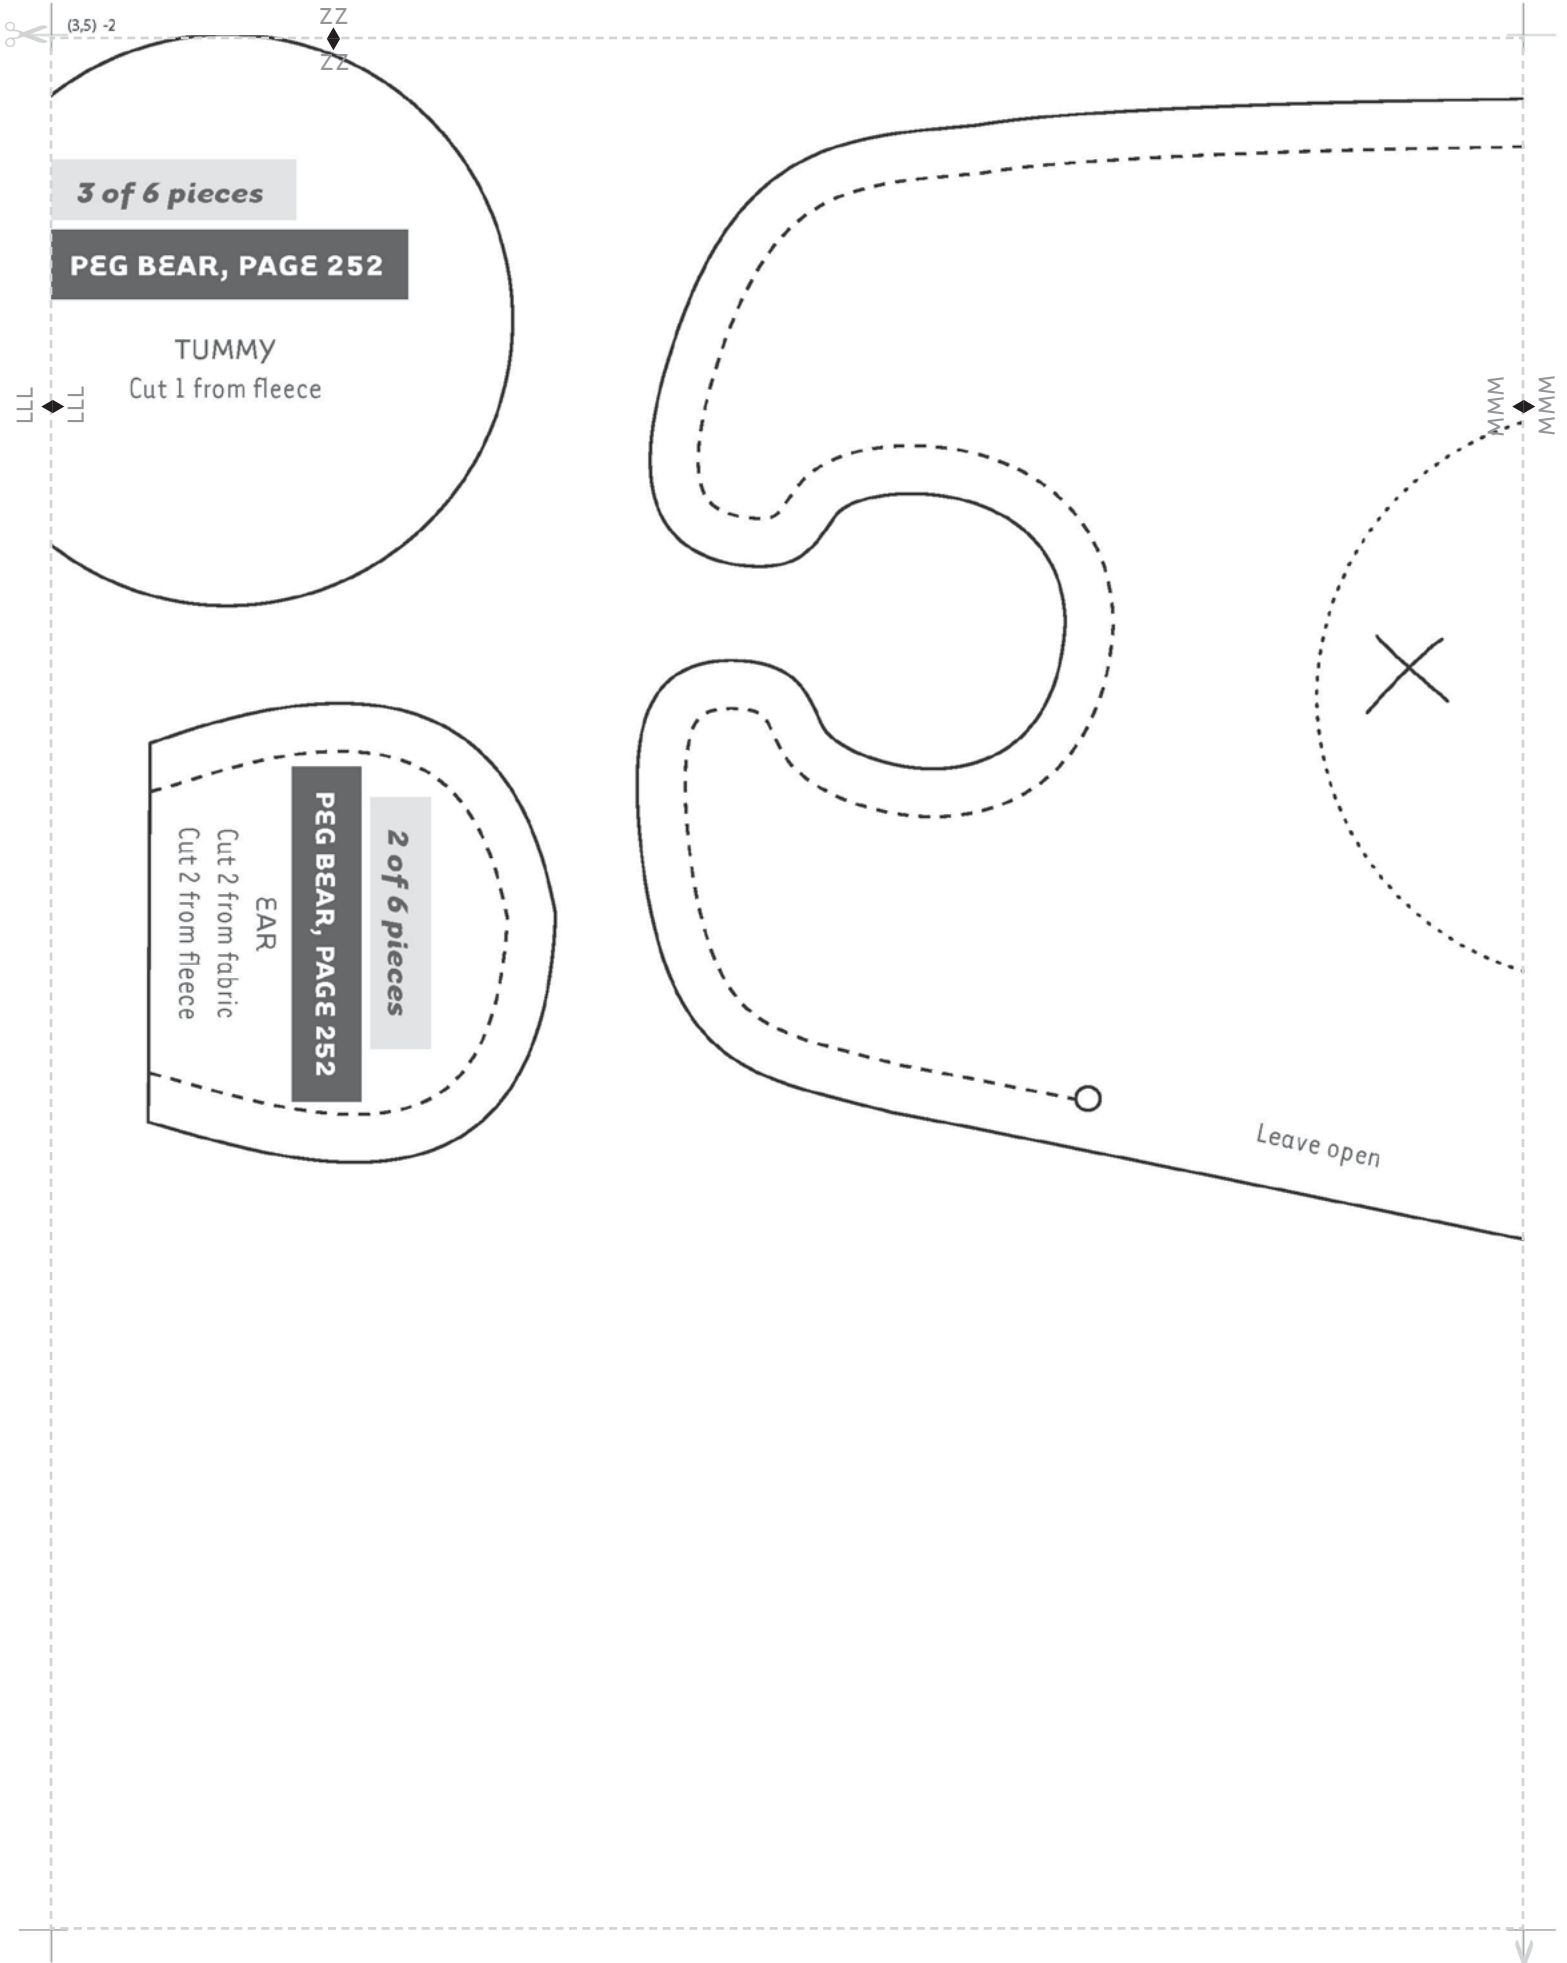 (3,5) -2
ZZ
ZZ
3 of 6 pieces
PEG BEAR, PAGE 252
TUMMY
Cut 1 from fleece
LLL
LLL
WWW
WWW
2 of 6 pieces
PEG BEAR, PAGE 252
EAR
Cut 2 from fabric
Cut 2 from fleece
Leave open